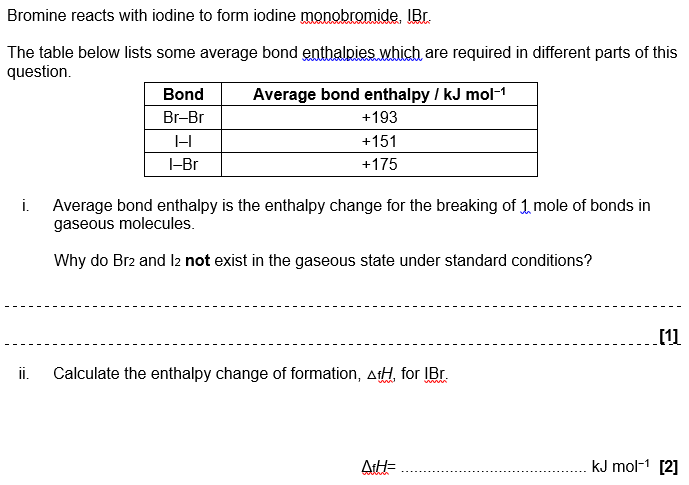 Bromine reacts with iodine to form iodine monobromide, IBr.
The table below lists some average bond enthalpies which are required in different parts of this
question.
Bond Average bond enthalpy / kJ mol⁻¹
Br–Br +193
I–I +151
I–Br +175
i. Average bond enthalpy is the enthalpy change for the breaking of 1 mole of bonds in
gaseous molecules.
Why do Br₂ and I₂ not exist in the gaseous state under standard conditions?
[1]
ii. Calculate the enthalpy change of formation, ΔfH, for IBr.
ΔfH= .......................................... kJ mol⁻¹ [2]